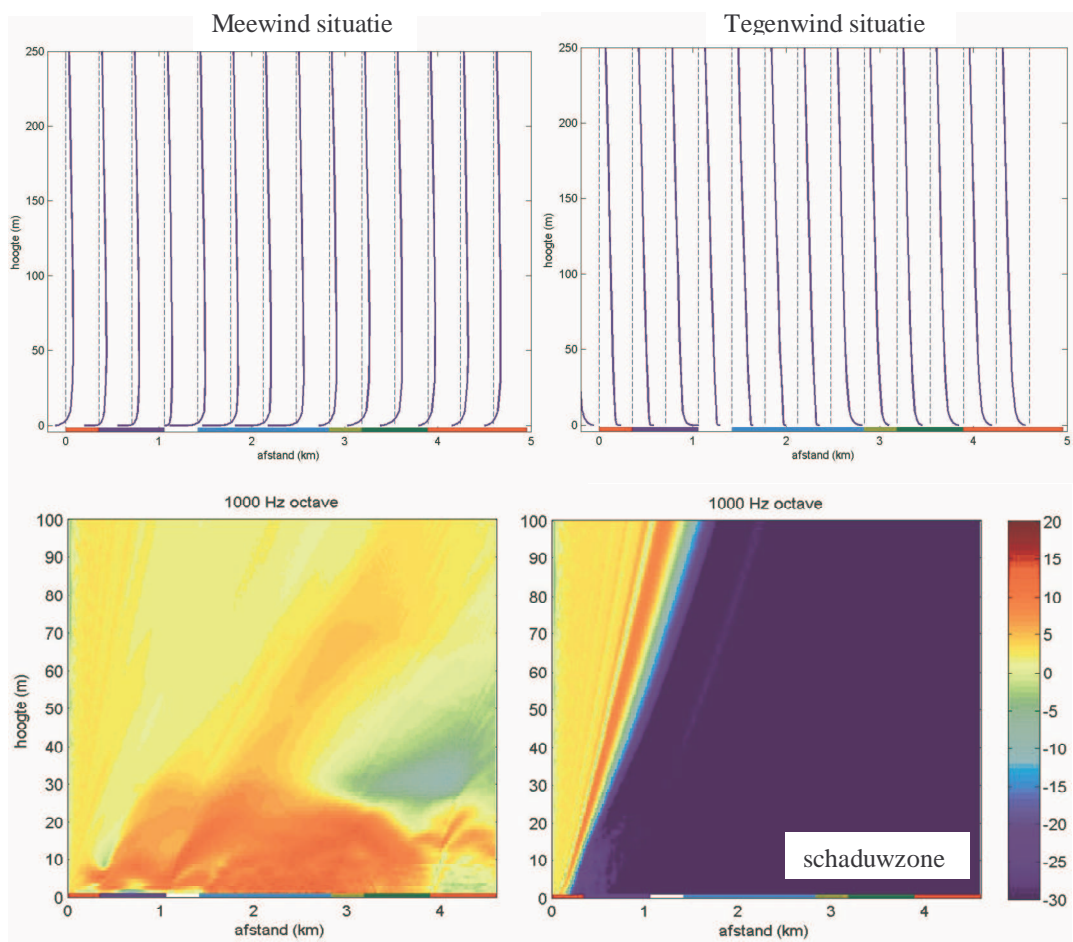 Meewind situatie
Tegenwind situatie
250
200
150
100
50
0
hoogte (m)
0 1 2 3 4 5
afstand (km)
250
200
150
100
50
0
hoogte (m)
0 1 2 3 4 5
afstand (km)
1000 Hz octave
100
90
80
70
60
50
40
30
20
10
0
hoogte (m)
0 1 2 3 4
afstand (km)
1000 Hz octave
100
90
80
70
60
50
40
30
20
10
0
schaduwzone
0 1 2 3 4
afstand (km)
20
15
10
5
0
-5
-10
-15
-20
-25
-30